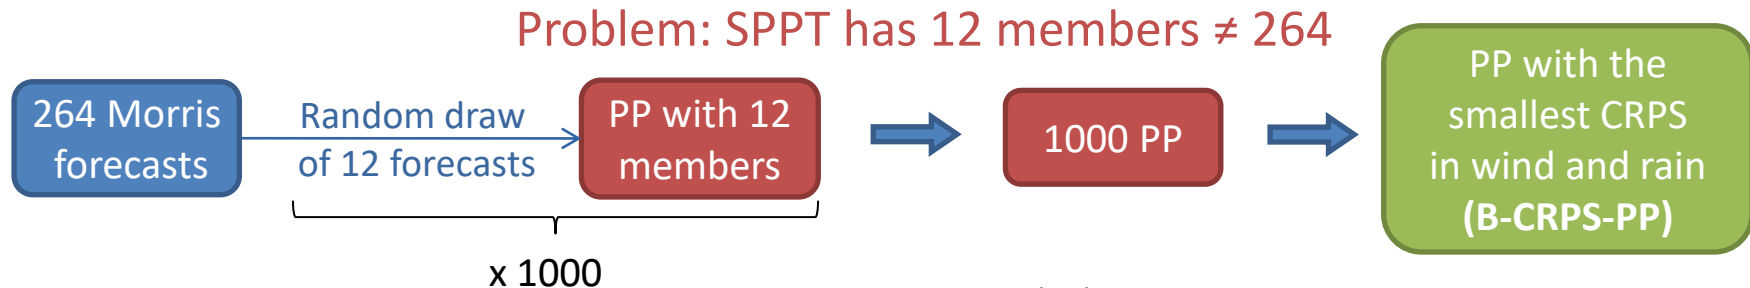 Problem: SPPT has 12 members ≠ 264
264 Morris
forecasts
Random draw
of 12 forecasts
PP with 12
members
x 1000
1000 PP
PP with the
smallest CRPS
in wind and rain
(B-CRPS-PP)